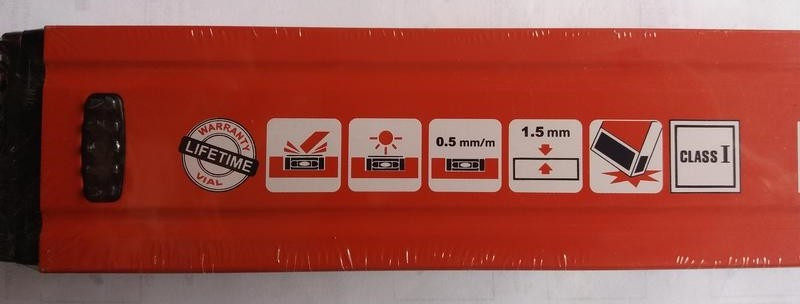 WARRANTY
LIFETIME
VIAL
0.5 mm/m
1.5 mm
CLASS I